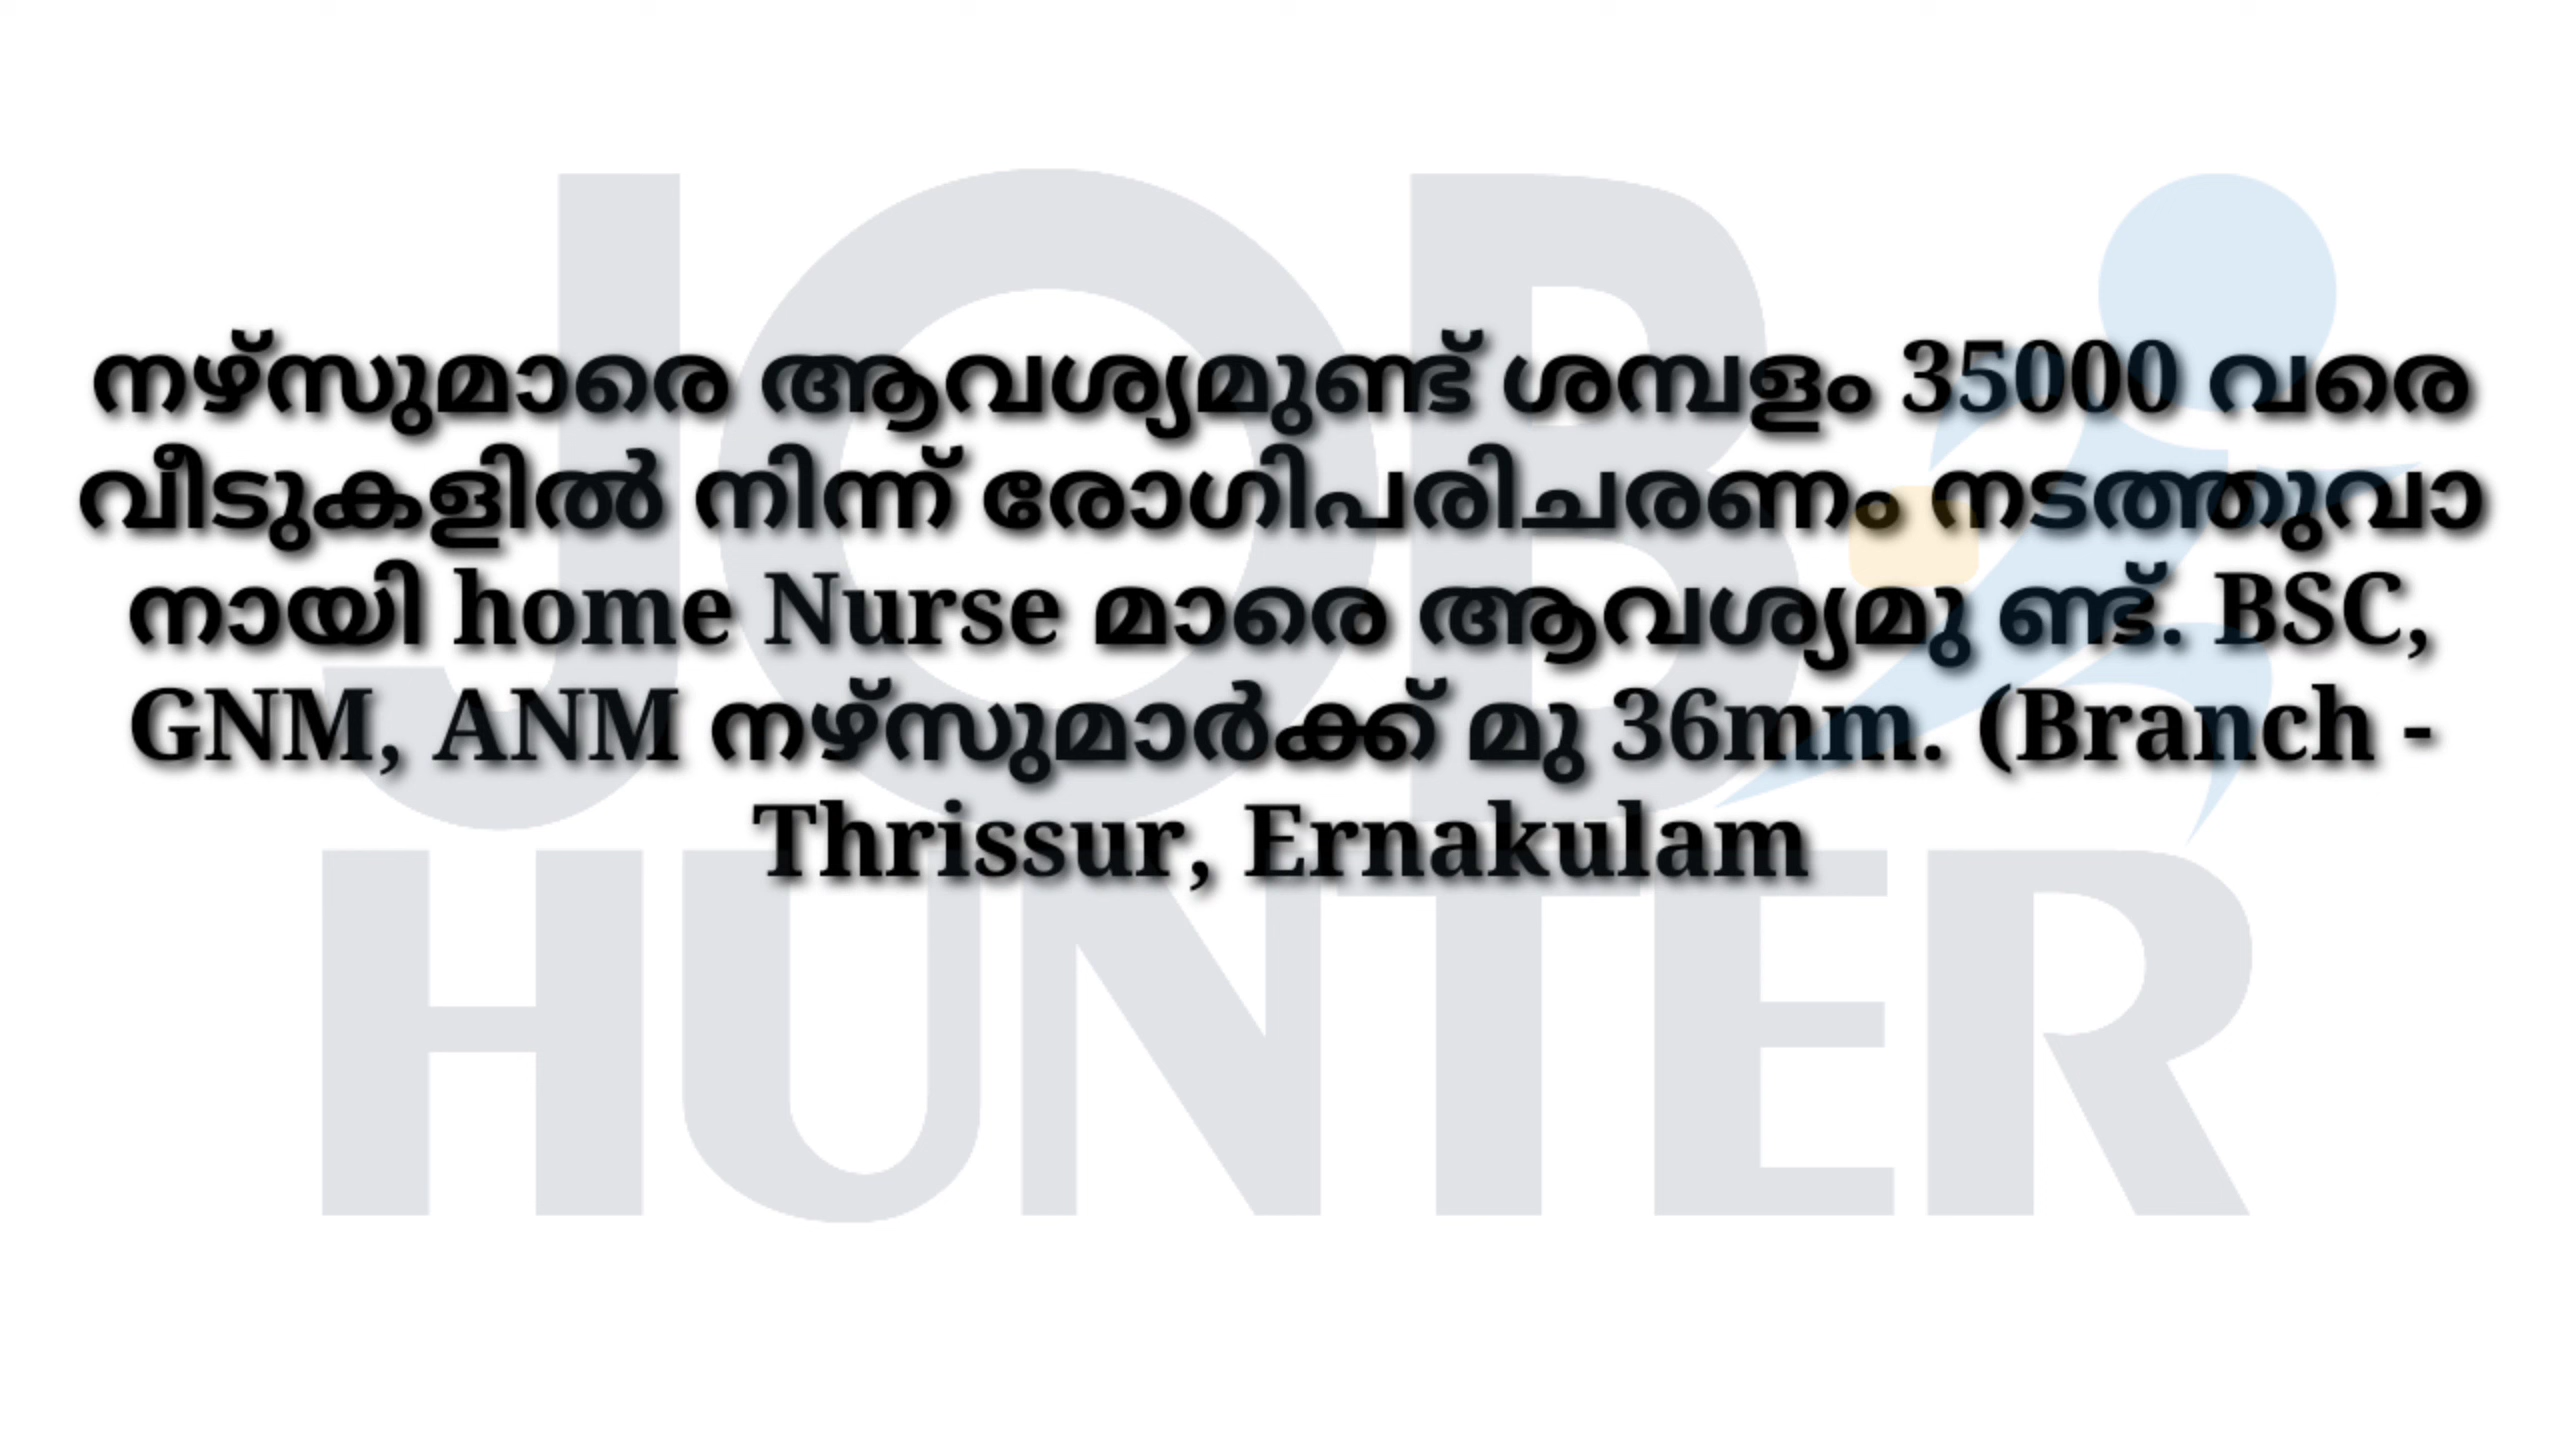 നഴ്സുമാരെ ആവശ്യമുണ്ട് ശമ്പളം 35000 വരെ
വീടുകളിൽ നിന്ന് രോഗിപരിചരണം നടത്തുവാ
നായി home Nurse മാരെ ആവശ്യമു ണ്ട്. BSC,
GNM, ANM നഴ്സുമാർക്ക് മു 36mm. (Branch -
Thrissur, Ernakulam
JOB
HUNTER